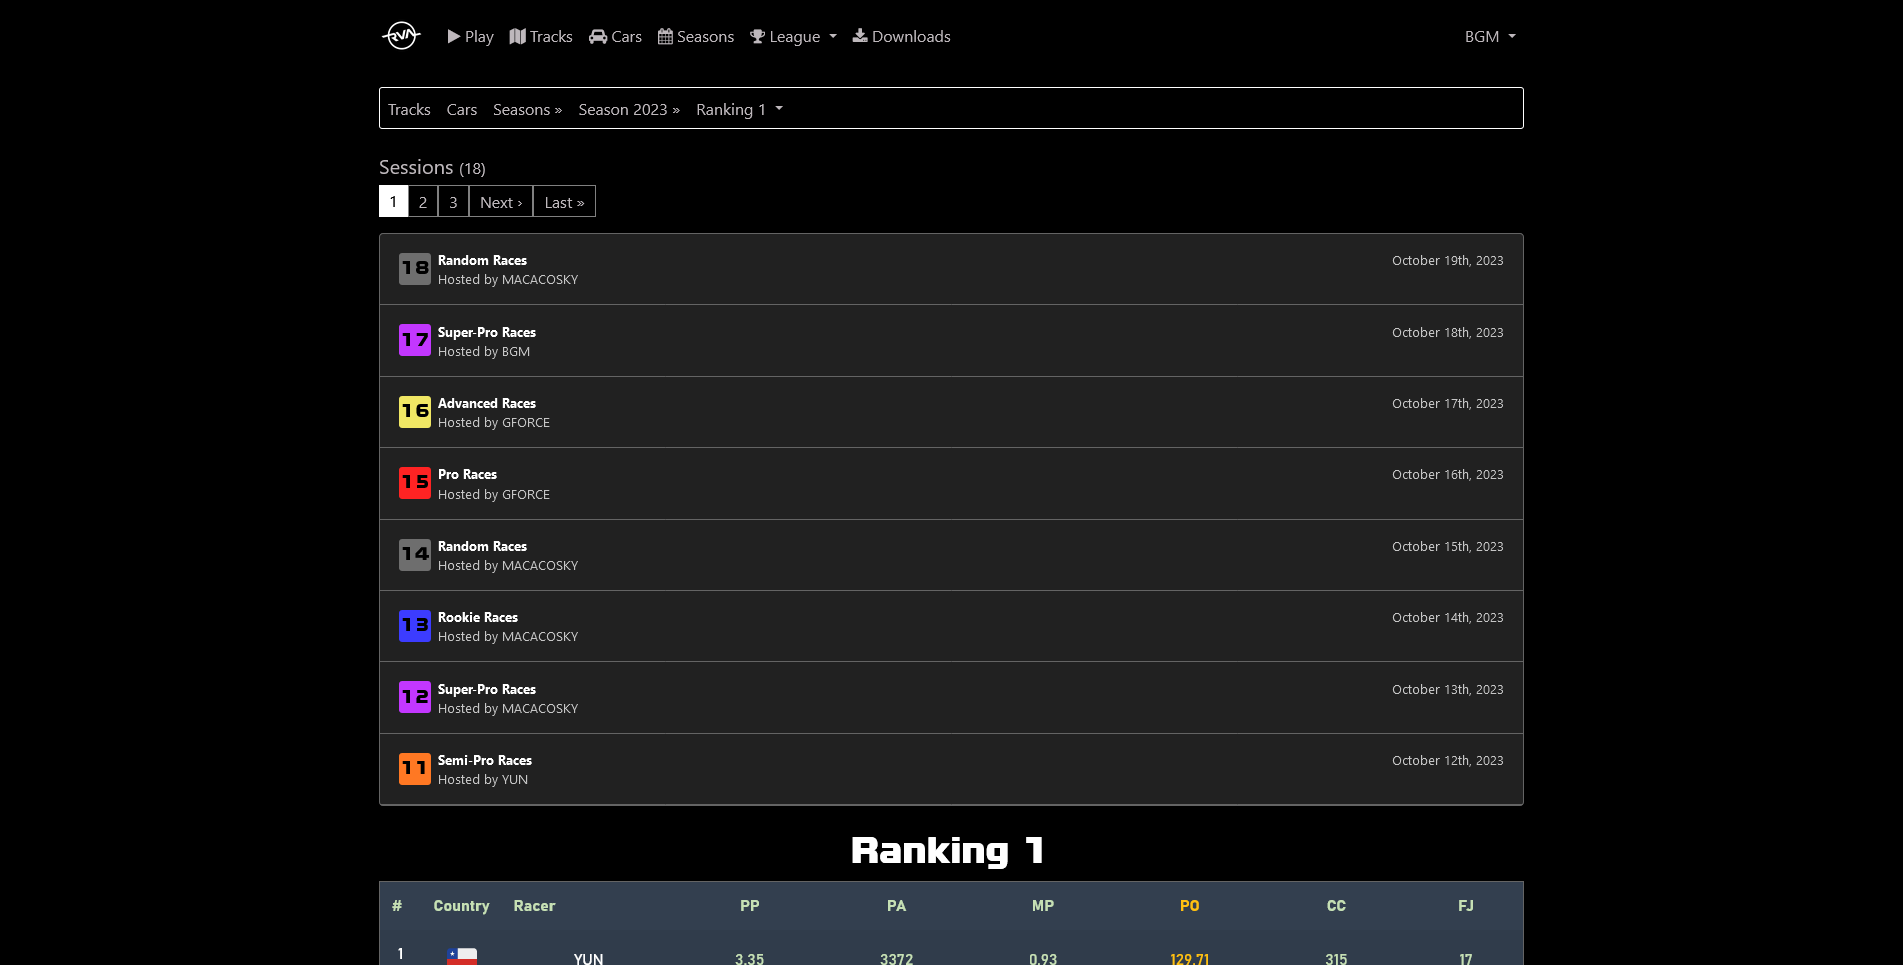 RVA Play Tracks Cars Seasons League Downloads BGM
Tracks Cars Seasons » Season 2023 » Ranking 1
Sessions (18)
1 2 3 Next › Last »
18 Random Races October 19th, 2023
Hosted by MACACOSKY
17 Super-Pro Races October 18th, 2023
Hosted by BGM
16 Advanced Races October 17th, 2023
Hosted by GFORCE
15 Pro Races October 16th, 2023
Hosted by GFORCE
14 Random Races October 15th, 2023
Hosted by MACACOSKY
13 Rookie Races October 14th, 2023
Hosted by MACACOSKY
12 Super-Pro Races October 13th, 2023
Hosted by MACACOSKY
11 Semi-Pro Races October 12th, 2023
Hosted by YUN
Ranking 1
# Country Racer PP PA MP PO CC FJ
1 YUN 3.35 3372 0.93 129.71 315 17